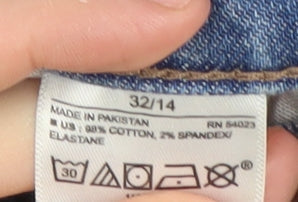 32/14
MADE IN PAKISTAN RN 54023
■ US : 98% COTTON, 2% SPANDEX/
ELASTANE
30 ®